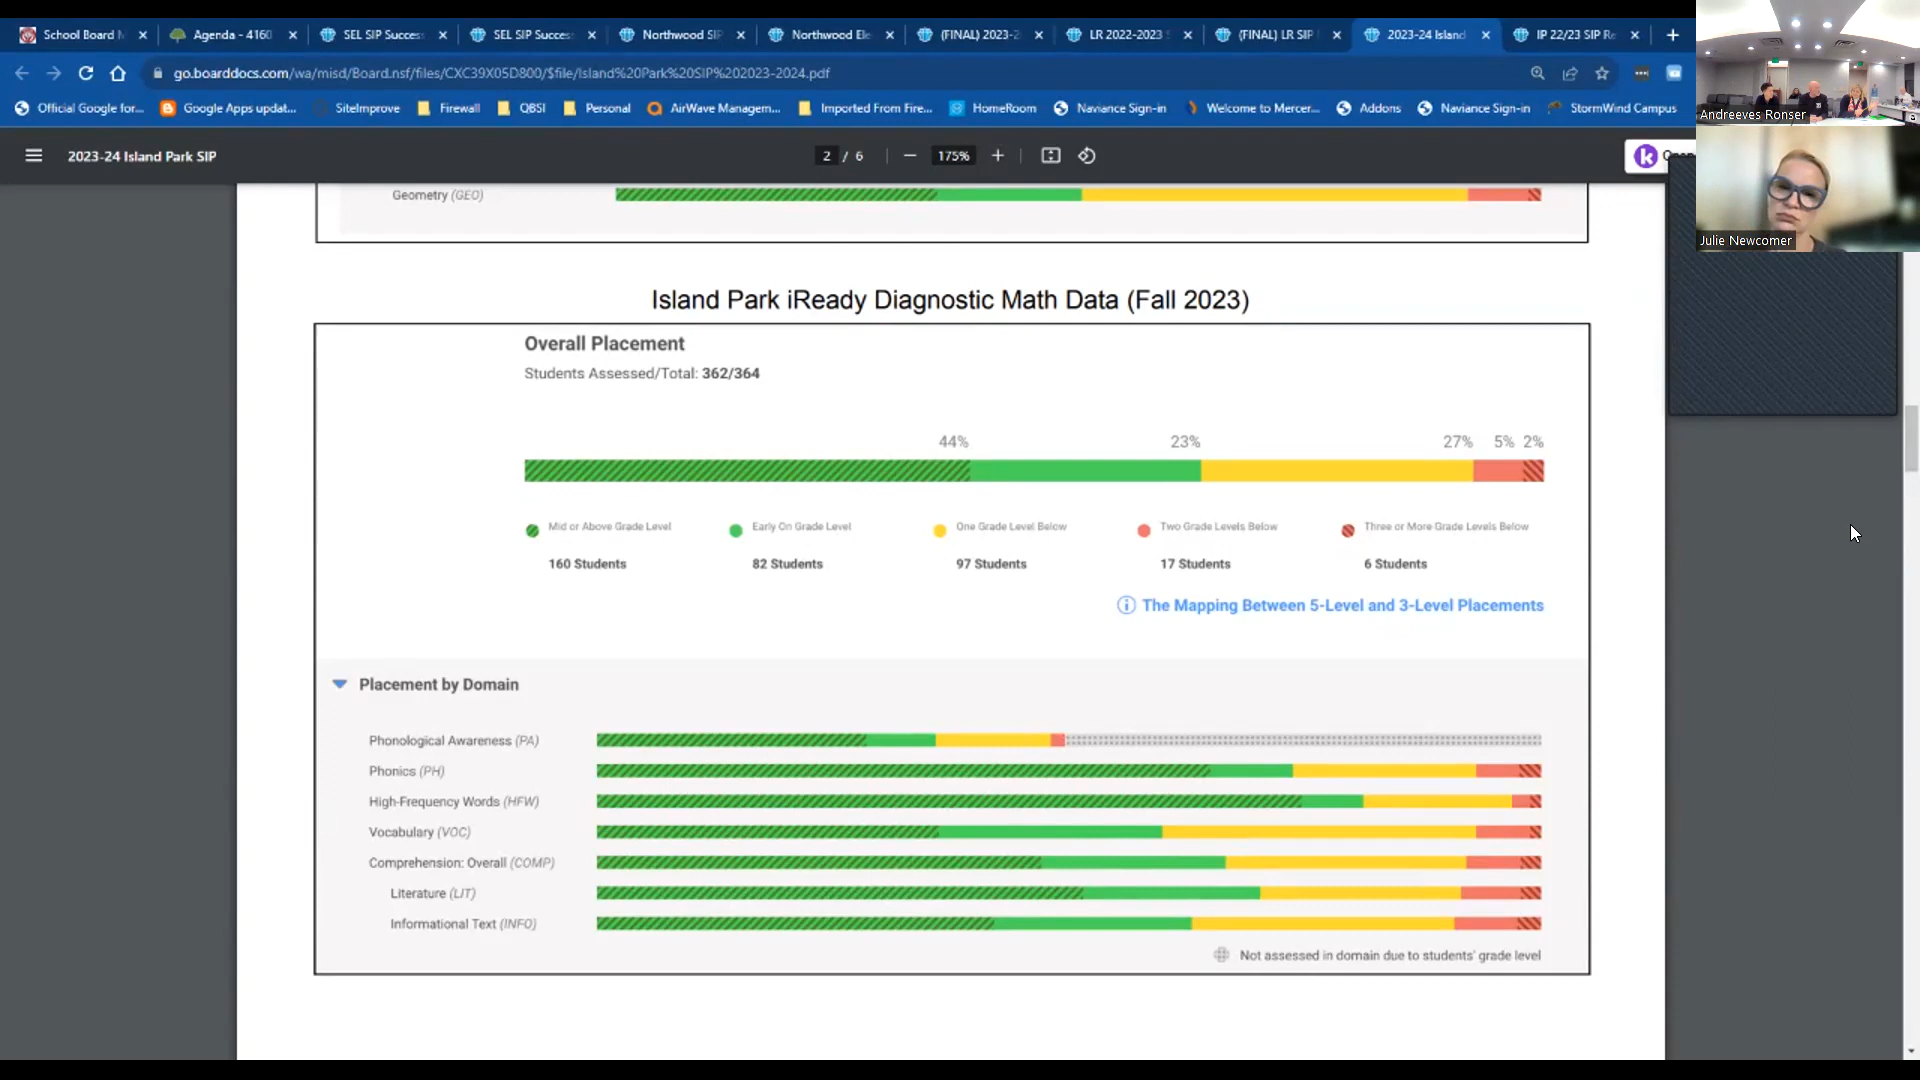 School Board M
Agenda - 4160
SEL SIP Success
SEL SIP Success
Northwood SIP
Northwood Ele
(FINAL) 2023-2
LR 2022-2023 S
(FINAL) LR SIP
2023-24 Island
IP 22/23 SIP Re
go.boarddocs.com/wa/misd/Board.nsf/files/CXC39X05D800/$file/Island%20Park%20SIP%202023-2024.pdf
Official Google for...
Google Apps updat...
SiteImprove
Firewall
QBSI
Personal
AirWave Managem...
Imported From Fire...
HomeRoom
Naviance Sign-in
Welcome to Mercer...
Addons
Naviance Sign-in
StormWind Campus
Andreeves Ronser
2023-24 Island Park SIP
2 / 6
175%
k
Julie Newcomer
Geometry (GEO)
Island Park iReady Diagnostic Math Data (Fall 2023)
Overall Placement
Students Assessed/Total: 362/364
44% 23% 27% 5% 2%
Mid or Above Grade Level
Early On Grade Level
One Grade Level Below
Two Grade Levels Below
Three or More Grade Levels Below
160 Students
82 Students
97 Students
17 Students
6 Students
The Mapping Between 5-Level and 3-Level Placements
Placement by Domain
Phonological Awareness (PA)
Phonics (PH)
High-Frequency Words (HFW)
Vocabulary (VOC)
Comprehension: Overall (COMP)
Literature (LIT)
Informational Text (INFO)
Not assessed in domain due to students' grade level